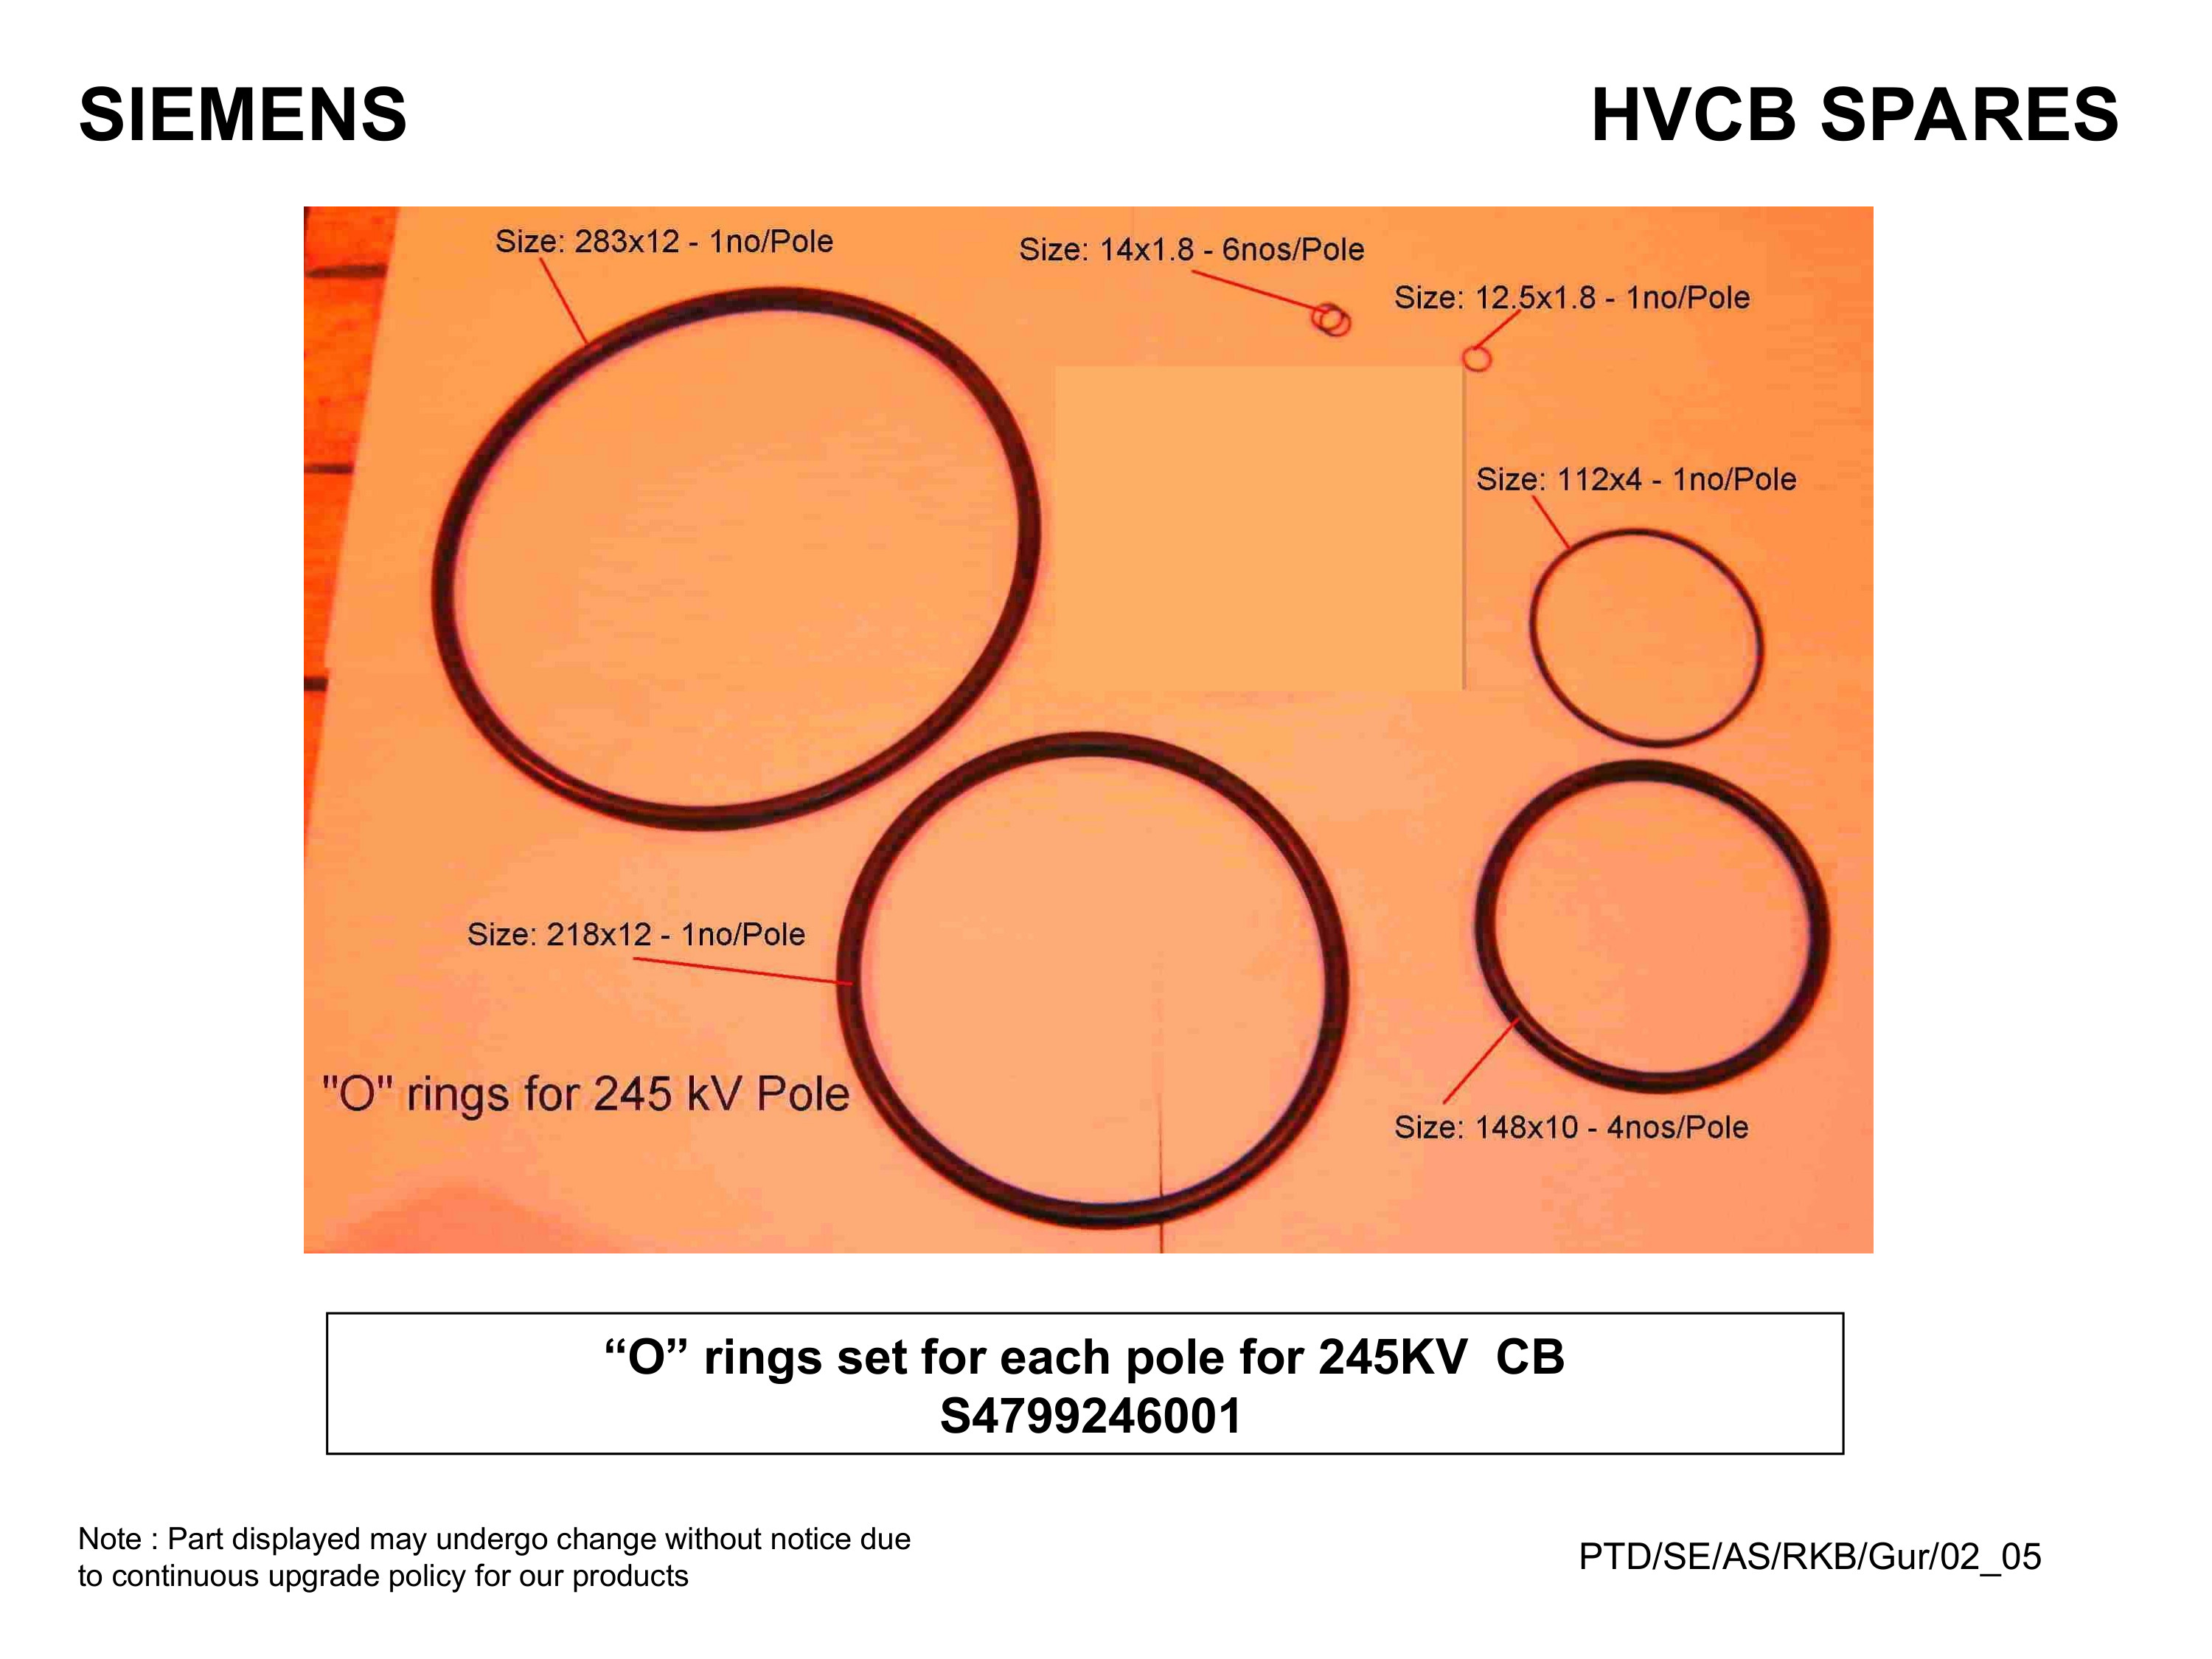 SIEMENS
HVCB SPARES
Size: 283x12 - 1no/Pole
Size: 14x1.8 - 6nos/Pole
Size: 12.5x1.8 - 1no/Pole
Size: 112x4 - 1no/Pole
Size: 218x12 - 1no/Pole
"O" rings for 245 kV Pole
Size: 148x10 - 4nos/Pole
“O” rings set for each pole for 245KV  CB
S4799246001
Note : Part displayed may undergo change without notice due
to continuous upgrade policy for our products
PTD/SE/AS/RKB/Gur/02_05